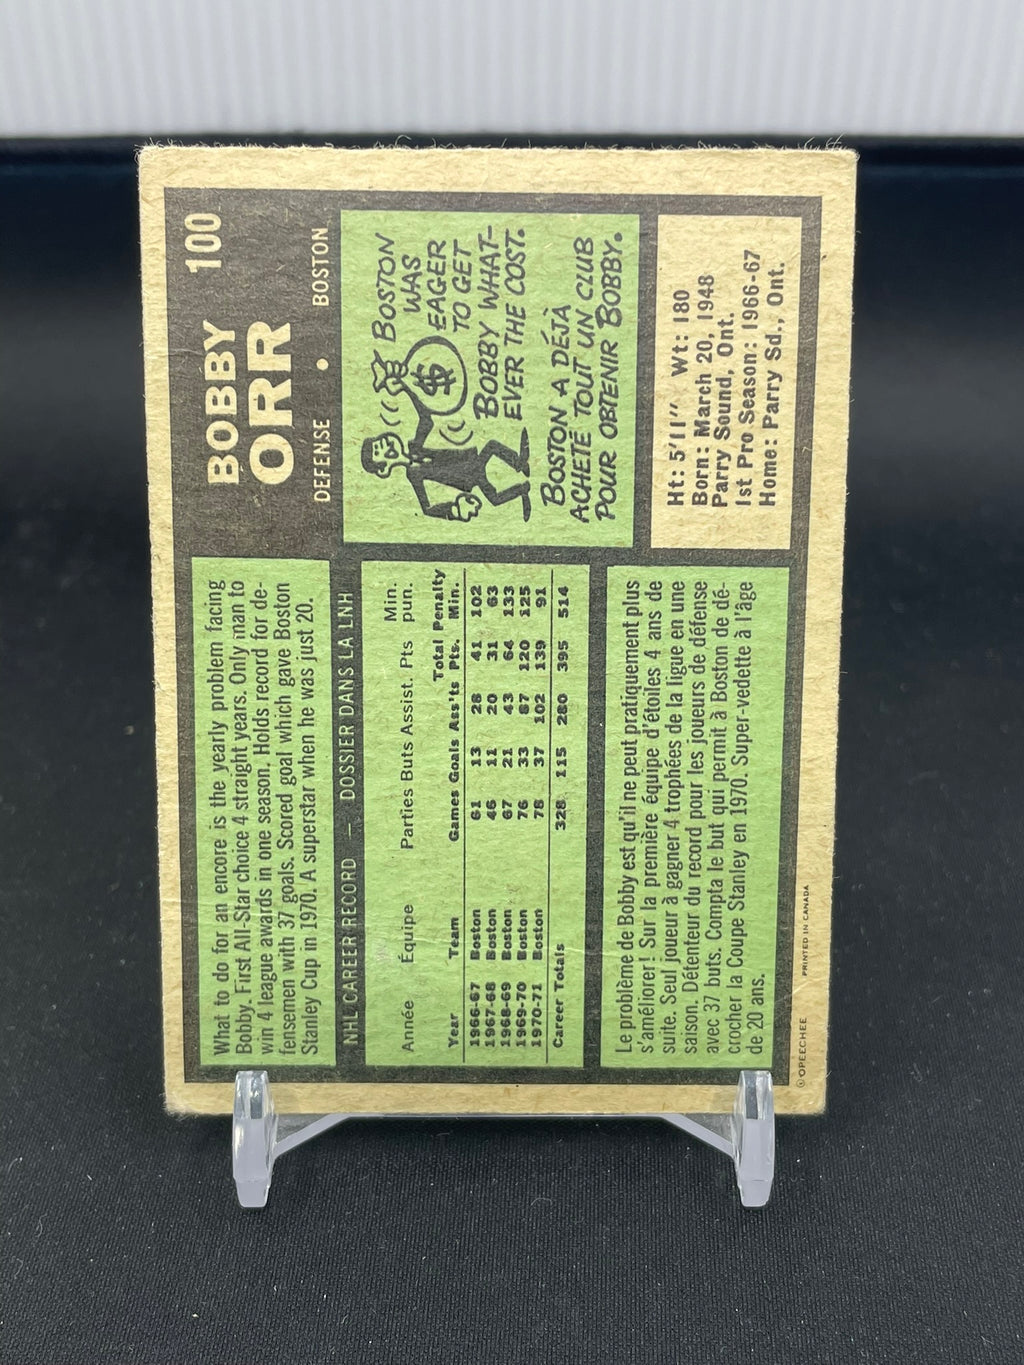 What to do for an encore is the yearly problem facing
Bobby. First All-Star choice 4 straight years. Only man to
win 4 league awards in one season. Holds record for de-
fensemen with 37 goals. Scored goal which gave Boston
Stanley Cup in 1970. A superstar when he was just 20.
BOBBY 100
ORR
DEFENSE • BOSTON
NHL CAREER RECORD — DOSSIER DANS LA LNH
Année Équipe Parties Buts Assist. Pts Min. pun.
Year Team Games Goals Ass'ts Total Pts. Penalty Min.
1966-67 Boston 61 13 28 41 102
1967-68 Boston 46 11 20 31 63
1968-69 Boston 67 21 43 64 133
1969-70 Boston 76 33 87 120 125
1970-71 Boston 78 37 102 139 91
Career Totals 328 115 280 395 514
BOSTON
WAS
EAGER
TO GET
BOBBY WHAT-
EVER THE COST.
BOSTON A DÉJÀ
ACHETÉ TOUT UN CLUB
POUR OBTENIR BOBBY.
$
Le problème de Bobby est qu'il ne peut pratiquement plus
s'améliorer! Sur la première équipe d'étoiles 4 ans de
suite. Seul joueur à gagner 4 trophées de la ligue en une
saison. Détenteur du record pour les joueurs de défense
avec 37 buts. Compta le but qui permit à Boston de dé-
crocher la Coupe Stanley en 1970. Super-vedette à l'âge
de 20 ans.
Ht: 5'11" Wt: 180
Born: March 20, 1948
Parry Sound, Ont.
1st Pro Season: 1966-67
Home: Parry Sd., Ont.
© OPEECHEE PRINTED IN CANADA